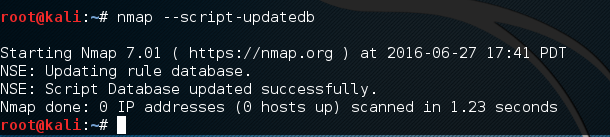 root@kali:~# nmap --script-updatedb
Starting Nmap 7.01 ( https://nmap.org ) at 2016-06-27 17:41 PDT
NSE: Updating rule database.
NSE: Script Database updated successfully.
Nmap done: 0 IP addresses (0 hosts up) scanned in 1.23 seconds
root@kali:~#